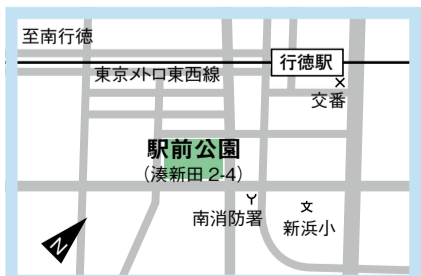 至南行徳
行徳駅
東京メトロ東西線
交番
駅前公園
(湊新田 2-4)
南消防署
新浜小
文
N